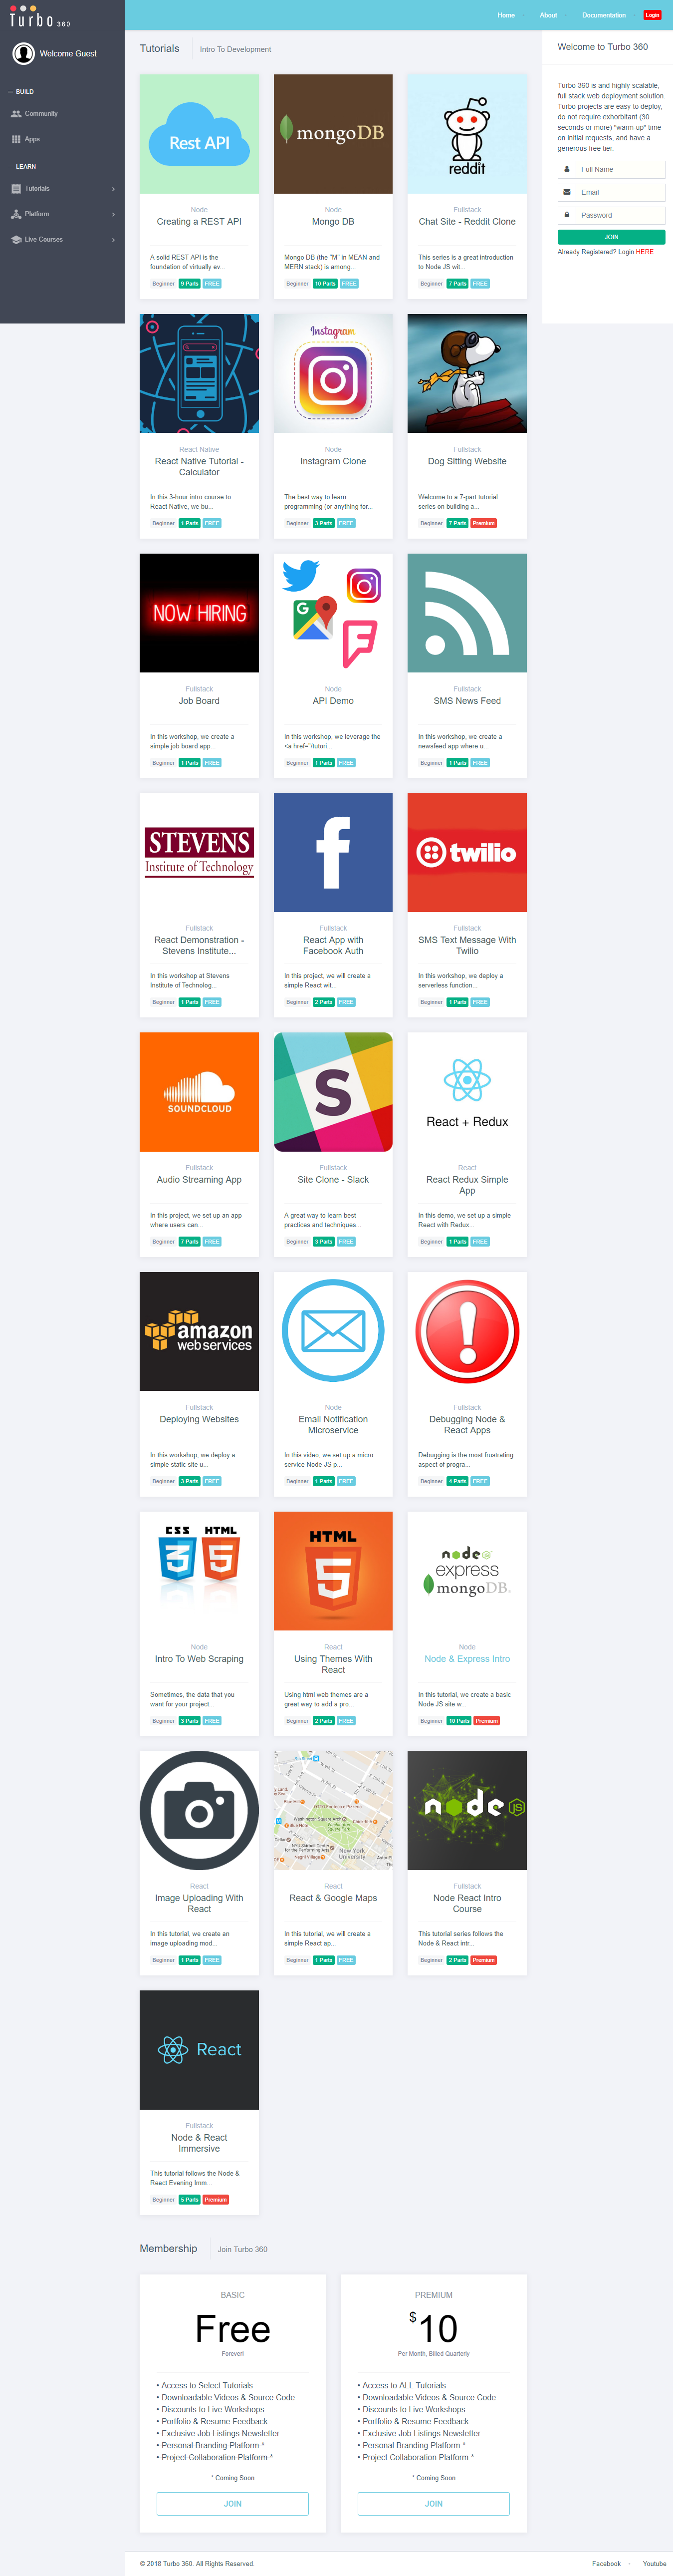 Turbo 360
Home
About
Documentation
Login
Welcome Guest
BUILD
Community
Apps
LEARN
Tutorials
Platform
Live Courses
Tutorials
Intro To Development
Rest API
Node
Creating a REST API
A solid REST API is the
foundation of virtually ev...
Beginner 9 Parts FREE
mongoDB
Node
Mongo DB
Mongo DB (the "M" in MEAN and
MERN stack) is among...
Beginner 10 Parts FREE
reddit
Fullstack
Chat Site - Reddit Clone
This series is a great introduction
to Node JS wit...
Beginner 7 Parts FREE
React Native
React Native Tutorial -
Calculator
In this 3-hour intro course to
React Native, we bu...
Beginner 1 Parts FREE
Instagram
Node
Instagram Clone
The best way to learn
programming (or anything for...
Beginner 3 Parts FREE
Fullstack
Dog Sitting Website
Welcome to a 7-part tutorial
series on building a...
Beginner 7 Parts Premium
NOW HIRING
Fullstack
Job Board
In this workshop, we create a
simple job board app...
Beginner 1 Parts FREE
G
Node
API Demo
In this workshop, we leverage the
<a href="/tutori...
Beginner 1 Parts FREE
Fullstack
SMS News Feed
In this workshop, we create a
newsfeed app where u...
Beginner 1 Parts FREE
STEVENS
Institute of Technology
Fullstack
React Demonstration -
Stevens Institute...
In this workshop at Stevens
Institute of Technolog...
Beginner 1 Parts FREE
f
Fullstack
React App with
Facebook Auth
In this project, we will create a
simple React wit...
Beginner 2 Parts FREE
twilio
Fullstack
SMS Text Message With
Twilio
In this workshop, we deploy a
serverless function...
Beginner 1 Parts FREE
SOUNDCLOUD
Fullstack
Audio Streaming App
In this project, we set up an app
where users can...
Beginner 7 Parts FREE
S
Fullstack
Site Clone - Slack
A great way to learn best
practices and techniques...
Beginner 3 Parts FREE
React + Redux
React
React Redux Simple
App
In this demo, we set up a simple
React with Redux...
Beginner 1 Parts FREE
amazon
web services
Fullstack
Deploying Websites
In this workshop, we deploy a
simple static site u...
Beginner 3 Parts FREE
Node
Email Notification
Microservice
In this video, we set up a micro
service Node JS p...
Beginner 1 Parts FREE
!
Fullstack
Debugging Node &
React Apps
Debugging is the most frustrating
aspect of progra...
Beginner 4 Parts FREE
CSS HTML
3 5
Node
Intro To Web Scraping
Sometimes, the data that you
want for your project...
Beginner 3 Parts FREE
HTML
5
React
Using Themes With
React
Using html web themes are a
great way to add a pro...
Beginner 2 Parts FREE
node
express
mongoDB.
Node
Node & Express Intro
In this tutorial, we create a basic
Node JS site w...
Beginner 10 Parts Premium
React
Image Uploading With
React
In this tutorial, we create an
image uploading mod...
Beginner 1 Parts FREE
New York
University
React
React & Google Maps
In this tutorial, we will create a
simple React ap...
Beginner 1 Parts FREE
node JS
Fullstack
Node React Intro
Course
This tutorial series follows the
Node & React intr...
Beginner 2 Parts Premium
React
Fullstack
Node & React
Immersive
This tutorial follows the Node &
React Evening Imm...
Beginner 5 Parts Premium
Welcome to Turbo 360
Turbo 360 is and highly scalable,
full stack web deployment solution.
Turbo projects are easy to deploy,
do not require exhorbitant (30
seconds or more) "warm-up" time
on initial requests, and have a
generous free tier.
Full Name
Email
Password
JOIN
Already Registered? Login HERE
Membership
Join Turbo 360
BASIC
Free
Forever!
• Access to Select Tutorials
• Downloadable Videos & Source Code
• Discounts to Live Workshops
• Portfolio & Resume Feedback
• Exclusive Job Listings Newsletter
• Personal Branding Platform *
• Project Collaboration Platform *
* Coming Soon
JOIN
PREMIUM
$10
Per Month, Billed Quarterly
• Access to ALL Tutorials
• Downloadable Videos & Source Code
• Discounts to Live Workshops
• Portfolio & Resume Feedback
• Exclusive Job Listings Newsletter
• Personal Branding Platform *
• Project Collaboration Platform *
* Coming Soon
JOIN
© 2018 Turbo 360. All Rights Reserved.
Facebook
Youtube